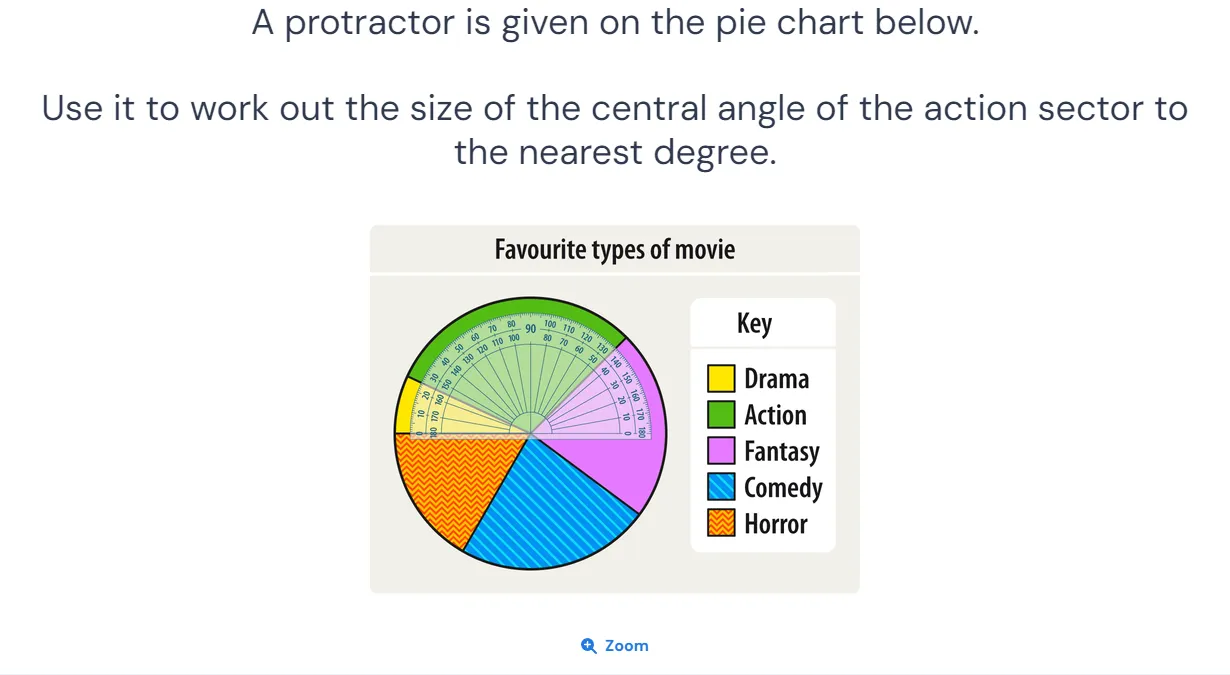 A protractor is given on the pie chart below.
Use it to work out the size of the central angle of the action sector to
the nearest degree.
Favourite types of movie
0 10 20 30 40 50 60 70 80 90 100 110 120 130 140 150 160 170 180
180 170 160 150 140 130 120 110 100 80 70 60 50 40 30 20 10 0
Key
Drama
Action
Fantasy
Comedy
Horror
Zoom